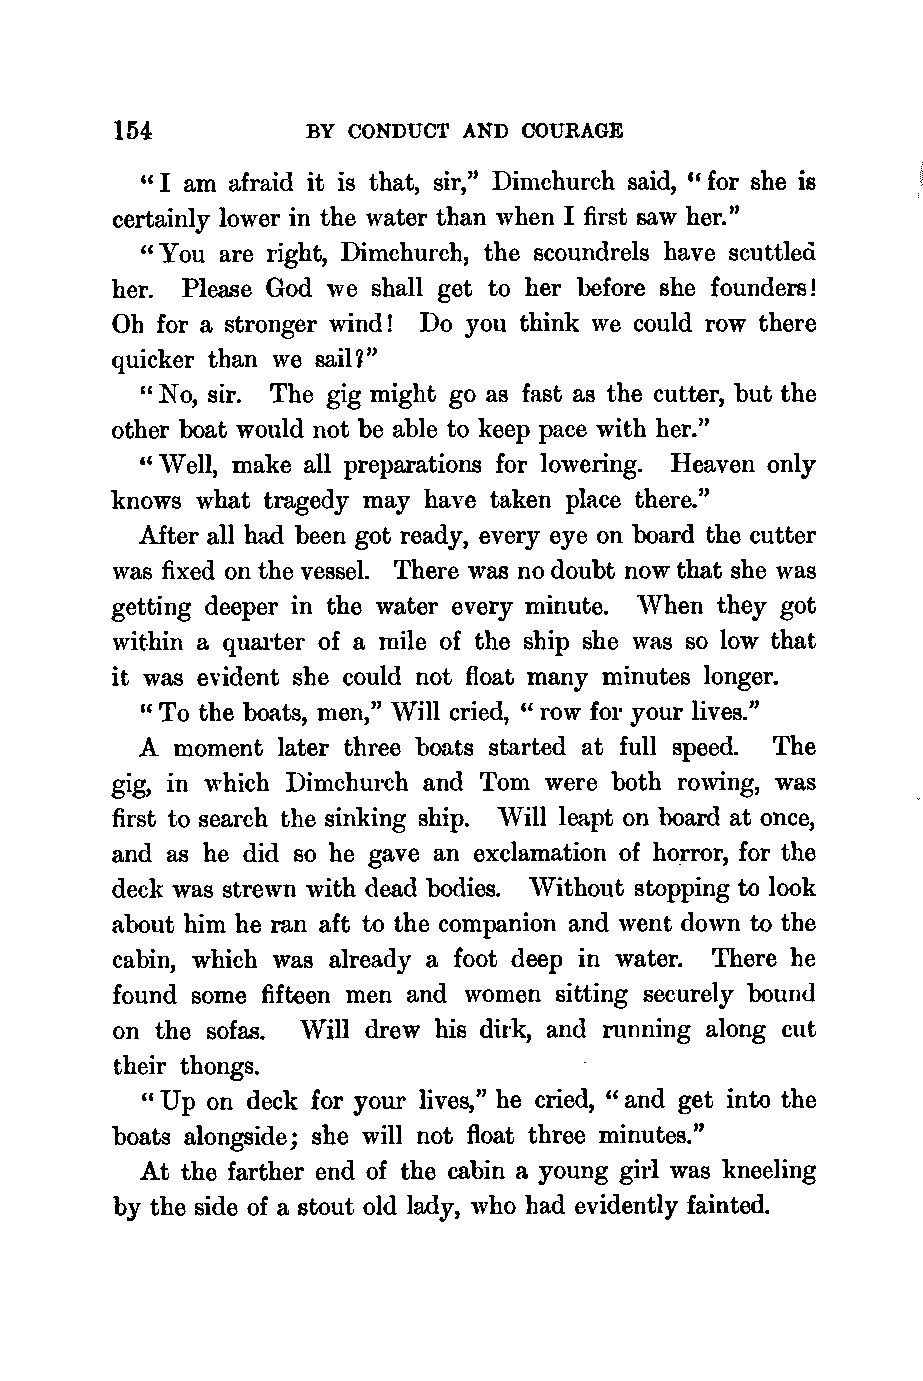 154 BY CONDUCT AND COURAGE
"I am afraid it is that, sir," Dimchurch said, "for she is
certainly lower in the water than when I first saw her."
"You are right, Dimchurch, the scoundrels have scuttled
her. Please God we shall get to her before she founders!
Oh for a stronger wind! Do you think we could row there
quicker than we sail?"
"No, sir. The gig might go as fast as the cutter, but the
other boat would not be able to keep pace with her."
"Well, make all preparations for lowering. Heaven only
knows what tragedy may have taken place there."
After all had been got ready, every eye on board the cutter
was fixed on the vessel. There was no doubt now that she was
getting deeper in the water every minute. When they got
within a quarter of a mile of the ship she was so low that
it was evident she could not float many minutes longer.
"To the boats, men," Will cried, "row for your lives."
A moment later three boats started at full speed. The
gig, in which Dimchurch and Tom were both rowing, was
first to search the sinking ship. Will leapt on board at once,
and as he did so he gave an exclamation of horror, for the
deck was strewn with dead bodies. Without stopping to look
about him he ran aft to the companion and went down to the
cabin, which was already a foot deep in water. There he
found some fifteen men and women sitting securely bound
on the sofas. Will drew his dirk, and running along cut
their thongs.
"Up on deck for your lives," he cried, "and get into the
boats alongside; she will not float three minutes."
At the farther end of the cabin a young girl was kneeling
by the side of a stout old lady, who had evidently fainted.